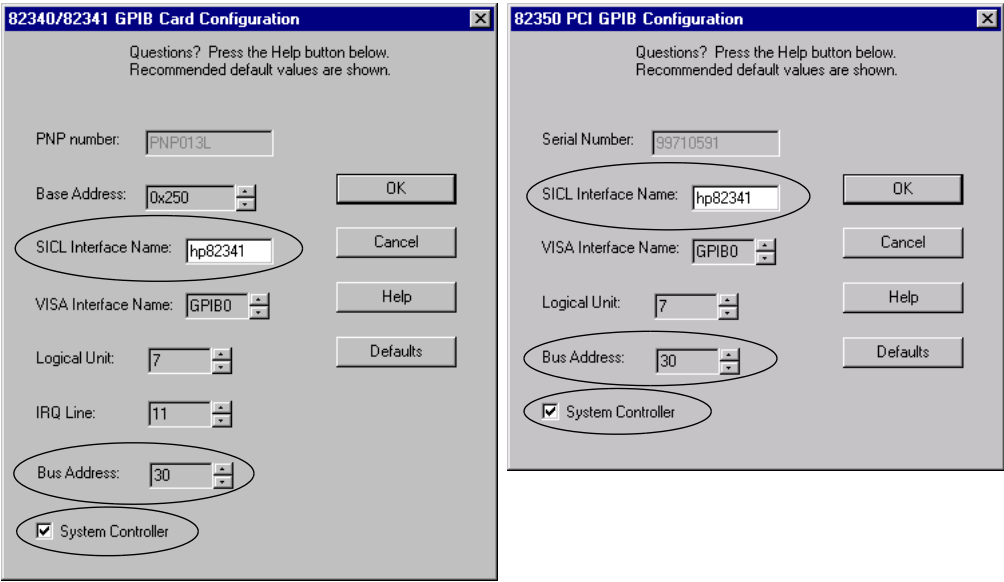 82340/82341 GPIB Card Configuration
Questions? Press the Help button below.
Recommended default values are shown.
PNP number: PNP013L
Base Address: 0x250
OK
SICL Interface Name: hp82341
Cancel
VISA Interface Name: GPIB0
Help
Logical Unit: 7
Defaults
IRQ Line: 11
Bus Address: 30
System Controller
82350 PCI GPIB Configuration
Questions? Press the Help button below.
Recommended default values are shown.
Serial Number: 99710591
SICL Interface Name: hp82341
OK
VISA Interface Name: GPIB0
Cancel
Logical Unit: 7
Help
Bus Address: 30
Defaults
System Controller